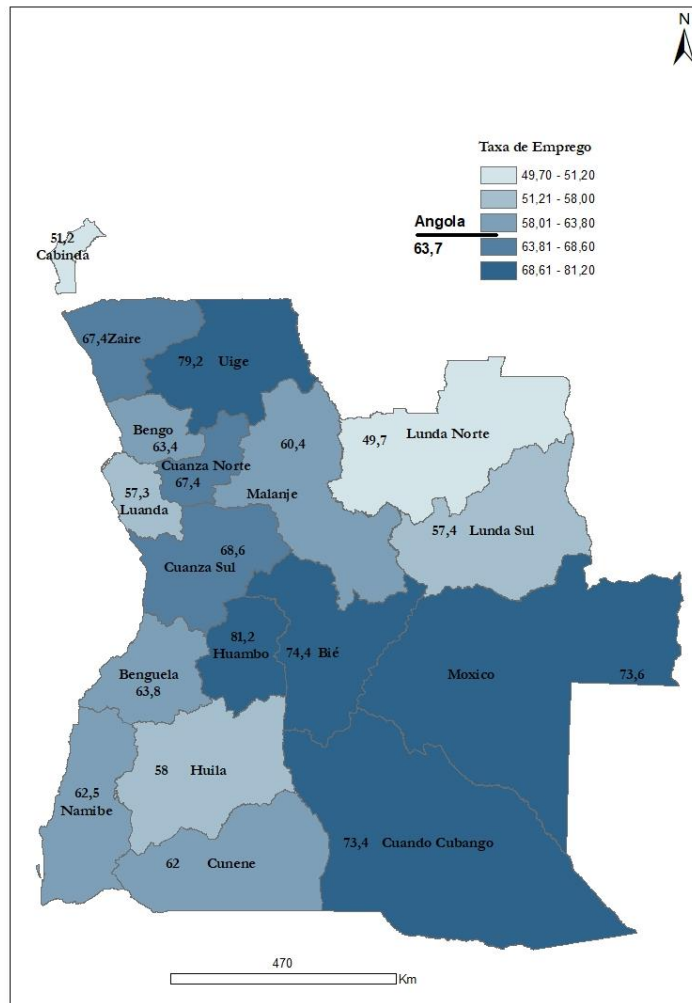 N
Taxa de Emprego
49,70 - 51,20
51,21 - 58,00
58,01 - 63,80
63,81 - 68,60
68,61 - 81,20
Angola
63,7
51,2
Cabinda
67,4 Zaire
79,2 Uige
Bengo
63,4
Cuanza Norte
67,4
60,4
Malanje
49,7
Lunda Norte
57,3
Luanda
57,4 Lunda Sul
68,6
Cuanza Sul
81,2
Huambo
74,4 Bié
Moxico
73,6
Benguela
63,8
58 Huila
62,5
Namibe
62 Cunene
73,4 Cuando Cubango
470
Km